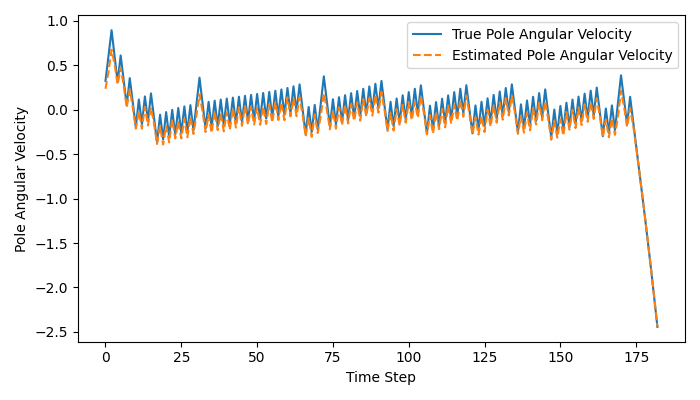 True Pole Angular Velocity
Estimated Pole Angular Velocity
1.0
0.5
0.0
−0.5
−1.0
−1.5
−2.0
−2.5
Pole Angular Velocity
0 25 50 75 100 125 150 175
Time Step